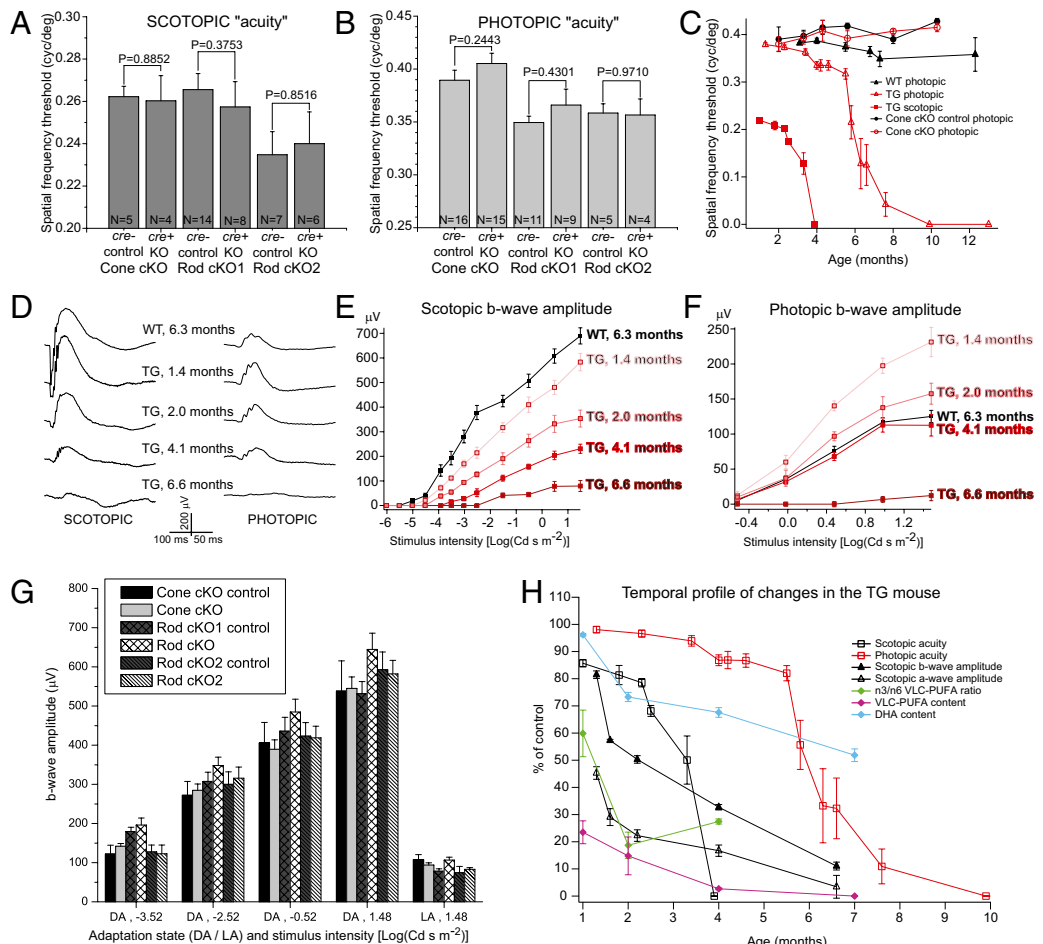 A
SCOTOPIC "acuity"
Spatial frequency threshold (cyc/deg)
0.30
0.28
0.26
0.24
0.22
0.20
P=0.8852
P=0.3753
P=0.8516
N=5
N=4
N=14
N=8
N=7
N=6
cre- cre+ cre- cre+ cre- cre+
control KO control KO control KO
Cone cKO Rod cKO1 Rod cKO2
B
PHOTOPIC "acuity"
Spatial frequency threshold (cyc/deg)
0.45
0.40
0.35
0.30
0.25
P=0.2443
P=0.4301
P=0.9710
N=16
N=15
N=11
N=9
N=5
N=4
cre- cre+ cre- cre+ cre- cre+
control KO control KO control KO
Cone cKO Rod cKO1 Rod cKO2
C
Spatial frequency threshold (cyc/deg)
0.4
0.3
0.2
0.1
0.0
WT photopic
TG photopic
TG scotopic
Cone cKO control photopic
Cone cKO photopic
2 4 6 8 10 12
Age (months)
D
WT, 6.3 months
TG, 1.4 months
TG, 2.0 months
TG, 4.1 months
TG, 6.6 months
SCOTOPIC
PHOTOPIC
200 µV
100 ms 50 ms
E
Scotopic b-wave amplitude
µV
700
600
500
400
300
200
100
0
WT, 6.3 months
TG, 1.4 months
TG, 2.0 months
TG, 4.1 months
TG, 6.6 months
-6 -5 -4 -3 -2 -1 0 1
Stimulus intensity [Log(Cd s m−2)]
F
Photopic b-wave amplitude
µV
250
200
150
100
50
0
TG, 1.4 months
TG, 2.0 months
WT, 6.3 months
TG, 4.1 months
TG, 6.6 months
-0.4 0.0 0.4 0.8 1.2 1.6
Stimulus intensity [Log(Cd s m−2)]
G
b-wave amplitude (µV)
800
700
600
500
400
300
200
100
0
Cone cKO control
Cone cKO
Rod cKO1 control
Rod cKO
Rod cKO2 control
Rod cKO2
DA , -3.52 DA , -2.52 DA , -0.52 DA , 1.48 LA , 1.48
Adaptation state (DA / LA) and stimulus intensity [Log(Cd s m−2)]
H
Temporal profile of changes in the TG mouse
% of control
110
100
90
80
70
60
50
40
30
20
10
0
Scotopic acuity
Photopic acuity
Scotopic b-wave amplitude
Scotopic a-wave amplitude
n3/n6 VLC-PUFA ratio
VLC-PUFA content
DHA content
1 2 3 4 5 6 7 8 9 10
Age (months)